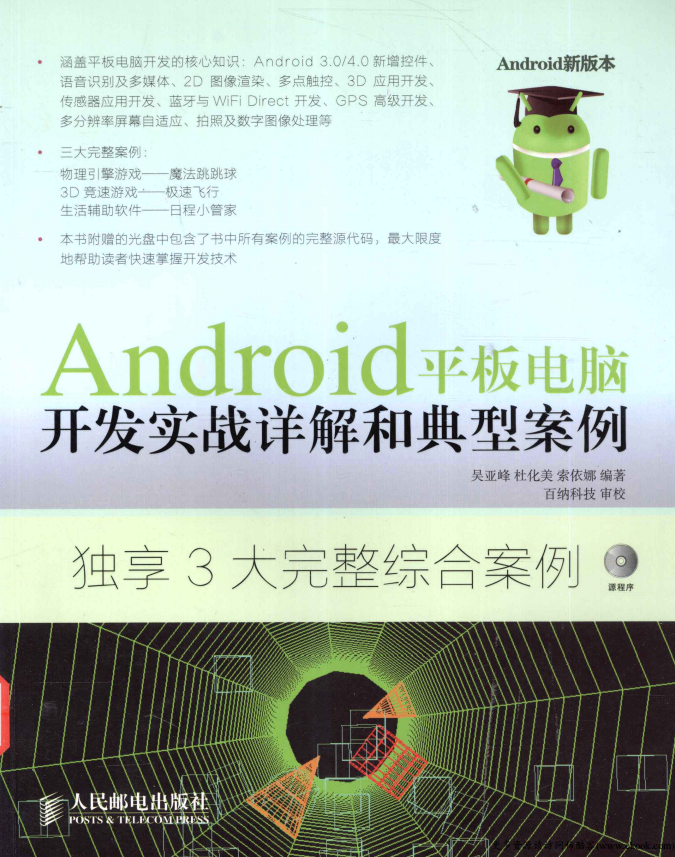 • 涵盖平板电脑开发的核心知识：Android 3.0/4.0 新增控件、
语音识别及多媒体、2D 图像渲染、多点触控、3D 应用开发、
传感器应用开发、蓝牙与 WiFi Direct 开发、GPS 高级开发、
多分辨率屏幕自适应、拍照及数字图像处理等
• 三大完整案例：
物理引擎游戏——魔法跳跳球
3D 竞速游戏——极速飞行
生活辅助软件——日程小管家
• 本书附赠的光盘中包含了书中所有案例的完整源代码，最大限度
地帮助读者快速掌握开发技术
Android新版本
Android 平板电脑
开发实战详解和典型案例
吴亚峰 杜化美 索依娜 编著
百纳科技 审校
独享 3 大完整综合案例
源程序
人民邮电出版社
POSTS & TELECOM PRESS